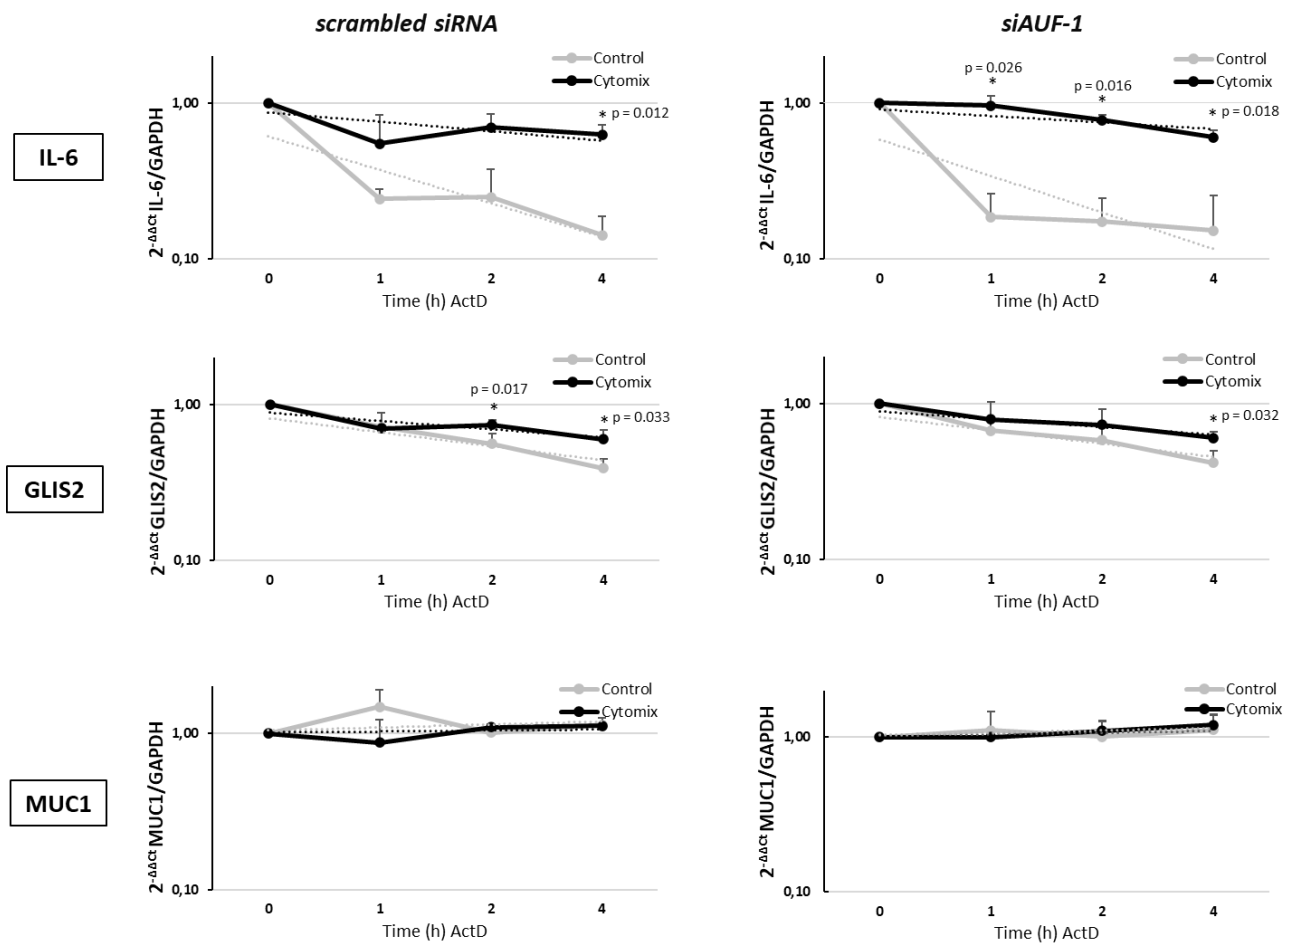 scrambled siRNA
siAUF-1
IL-6
2^-ΔΔCt IL-6/GAPDH
1,00
0,10
Control
Cytomix
* p = 0.012
0 1 2 4
Time (h) ActD
2^-ΔΔCt IL-6/GAPDH
1,00
0,10
Control
Cytomix
p = 0.026
*
p = 0.016
*
* p = 0.018
0 1 2 4
Time (h) ActD
GLIS2
2^-ΔΔCt GLIS2/GAPDH
1,00
0,10
Control
Cytomix
p = 0.017
*
* p = 0.033
0 1 2 4
Time (h) ActD
2^-ΔΔCt GLIS2/GAPDH
1,00
0,10
Control
Cytomix
* p = 0.032
0 1 2 4
Time (h) ActD
MUC1
2^-ΔΔCt MUC1/GAPDH
1,00
0,10
Control
Cytomix
0 1 2 4
Time (h) ActD
2^-ΔΔCt MUC1/GAPDH
1,00
0,10
Control
Cytomix
0 1 2 4
Time (h) ActD